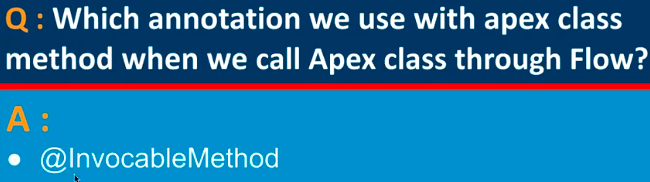 Q : Which annotation we use with apex class
method when we call Apex class through Flow?
A :
● @InvocableMethod